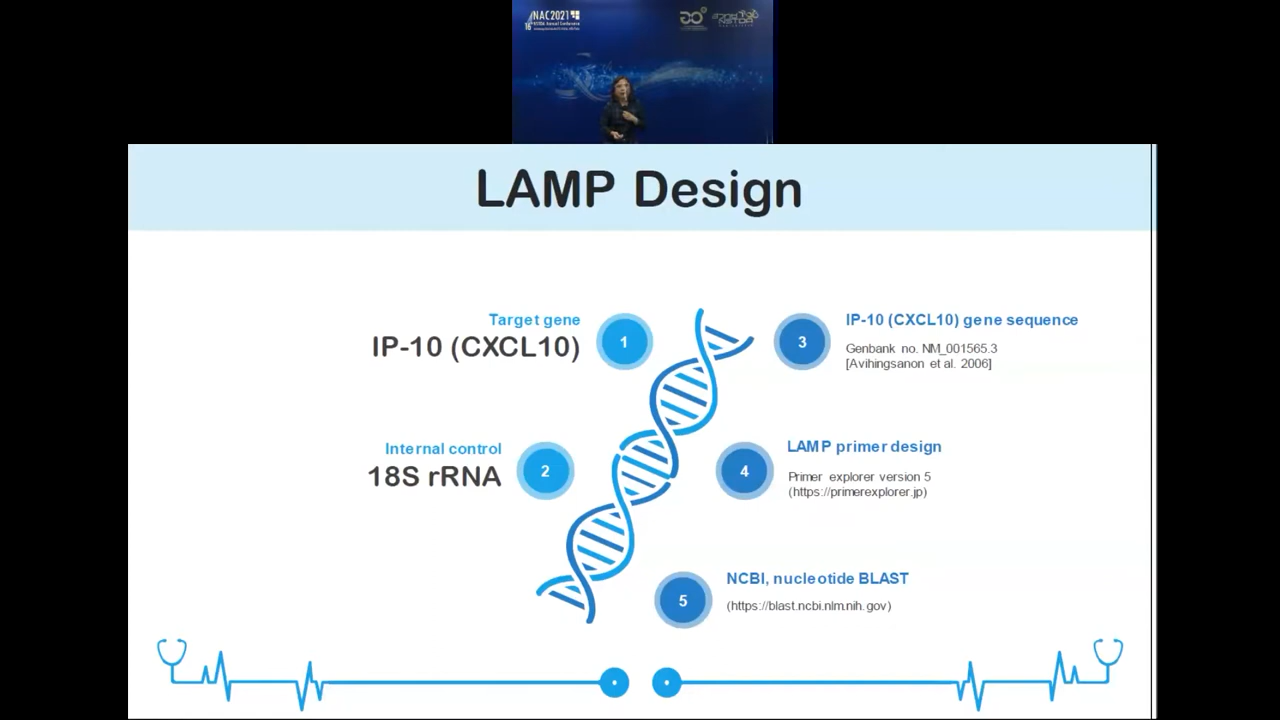 NAC2021
LAMP Design
Target gene
IP-10 (CXCL10)
1
Internal control
18S rRNA
2
3
IP-10 (CXCL10) gene sequence
Genbank no. NM_001565.3
[Avihingsanon et al. 2006]
4
LAMP primer design
Primer explorer version 5
(https://primerexplorer.jp)
5
NCBI, nucleotide BLAST
(https://blast.ncbi.nlm.nih.gov)